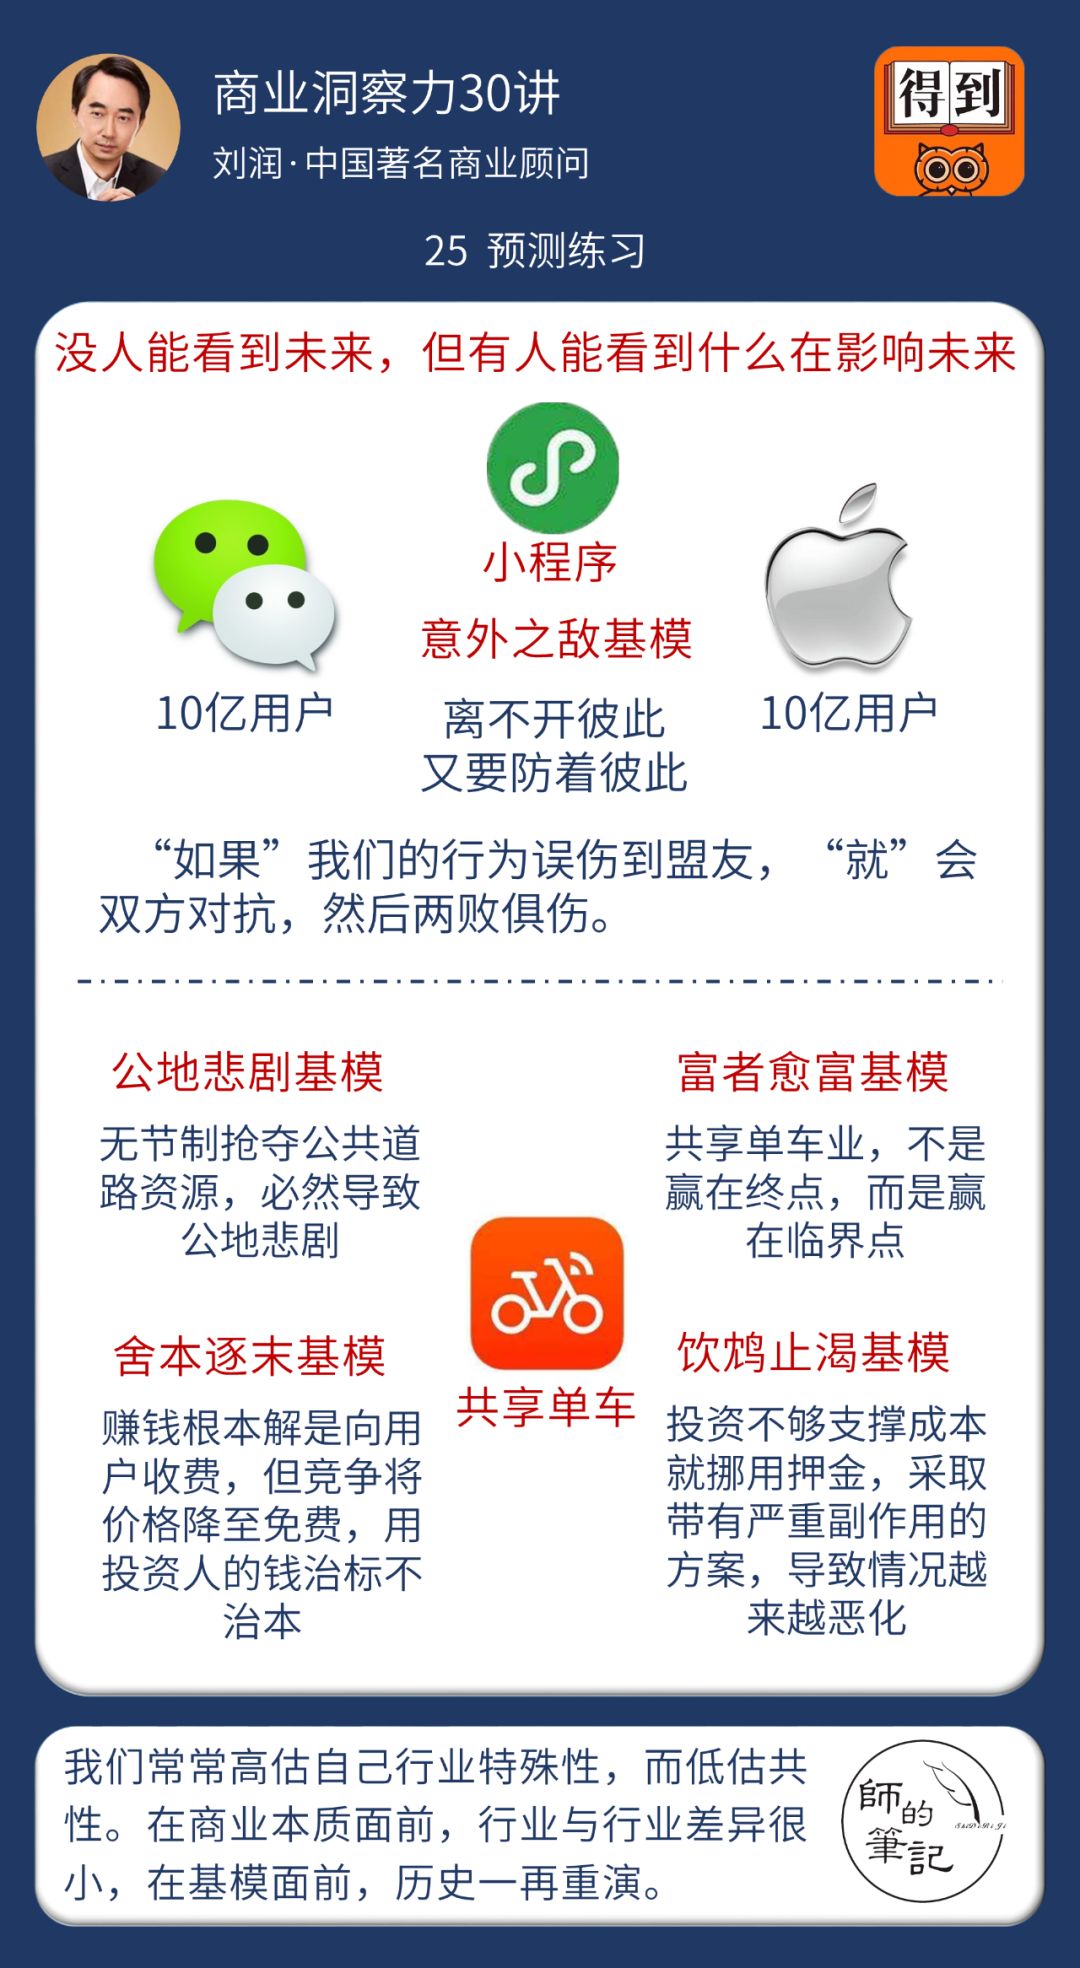 商业洞察力30讲
刘润·中国著名商业顾问
得到
25 预测练习
没人能看到未来，但有人能看到什么在影响未来
小程序
意外之敌基模
10亿用户
离不开彼此
又要防着彼此
10亿用户
“如果”我们的行为误伤到盟友，“就”会
双方对抗，然后两败俱伤。
公地悲剧基模
无节制抢夺公共道
路资源，必然导致
公地悲剧
富者愈富基模
共享单车业，不是
赢在终点，而是赢
在临界点
舍本逐末基模
赚钱根本解是向用
户收费，但竞争将
价格降至免费，用
投资人的钱治标不
治本
共享单车
饮鸩止渴基模
投资不够支撑成本
就挪用押金，采取
带有严重副作用的
方案，导致情况越
来越恶化
我们常常高估自己行业特殊性，而低估共
性。在商业本质面前，行业与行业差异很
小，在基模面前，历史一再重演。
師的
筆記
ShiDeBiJi